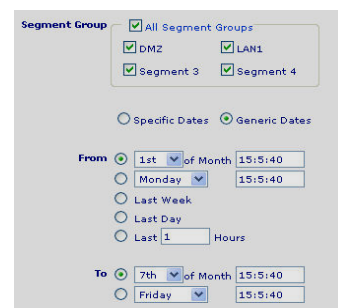 Segment Group All Segment Groups
DMZ LAN1
Segment 3 Segment 4
Specific Dates Generic Dates
From 1st of Month 15:5:40
Monday 15:5:40
Last Week
Last Day
Last 1 Hours
To 7th of Month 15:5:40
Friday 15:5:40